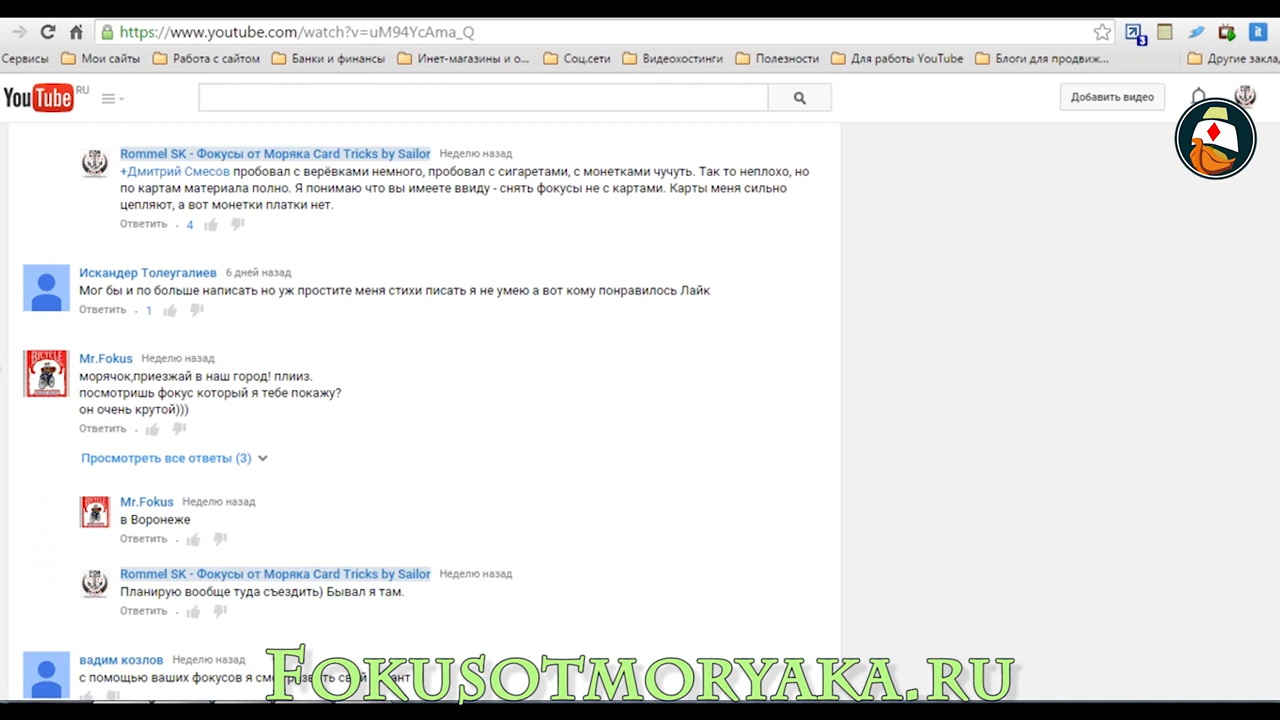 https://www.youtube.com/watch?v=uM94YcAma_Q
3
Сервисы Мои сайты Работа с сайтом Банки и финансы Инет-магазины и о... Соц.сети Видеохостинги Полезности Для работы YouTube Блоги для продвиж... Другие закла
YouTube RU Добавить видео
Rommel SK - Фокусы от Моряка Card Tricks by Sailor Неделю назад
+Дмитрий Смесов пробовал с верёвками немного, пробовал с сигаретами, с монетками чучуть. Так то неплохо, но
по картам материала полно. Я понимаю что вы имеете ввиду - снять фокусы не с картами. Карты меня сильно
цепляют, а вот монетки платки нет.
Ответить · 4
Искандер Толеугалиев 6 дней назад
Мог бы и по больше написать но уж простите меня стихи писать я не умею а вот кому понравилось Лайк
Ответить · 1
Mr.Fokus Неделю назад
морячок,приезжай в наш город! плииз.
посмотришь фокус который я тебе покажу?
он очень крутой)))
Ответить ·
Просмотреть все ответы (3)
Mr.Fokus Неделю назад
в Воронеже
Ответить ·
Rommel SK - Фокусы от Моряка Card Tricks by Sailor Неделю назад
Планирую вообще туда съездить) Бывал я там.
Ответить ·
вадим козлов Неделю назад
с помощью ваших фокусов я
Fokusotmoryaka.ru